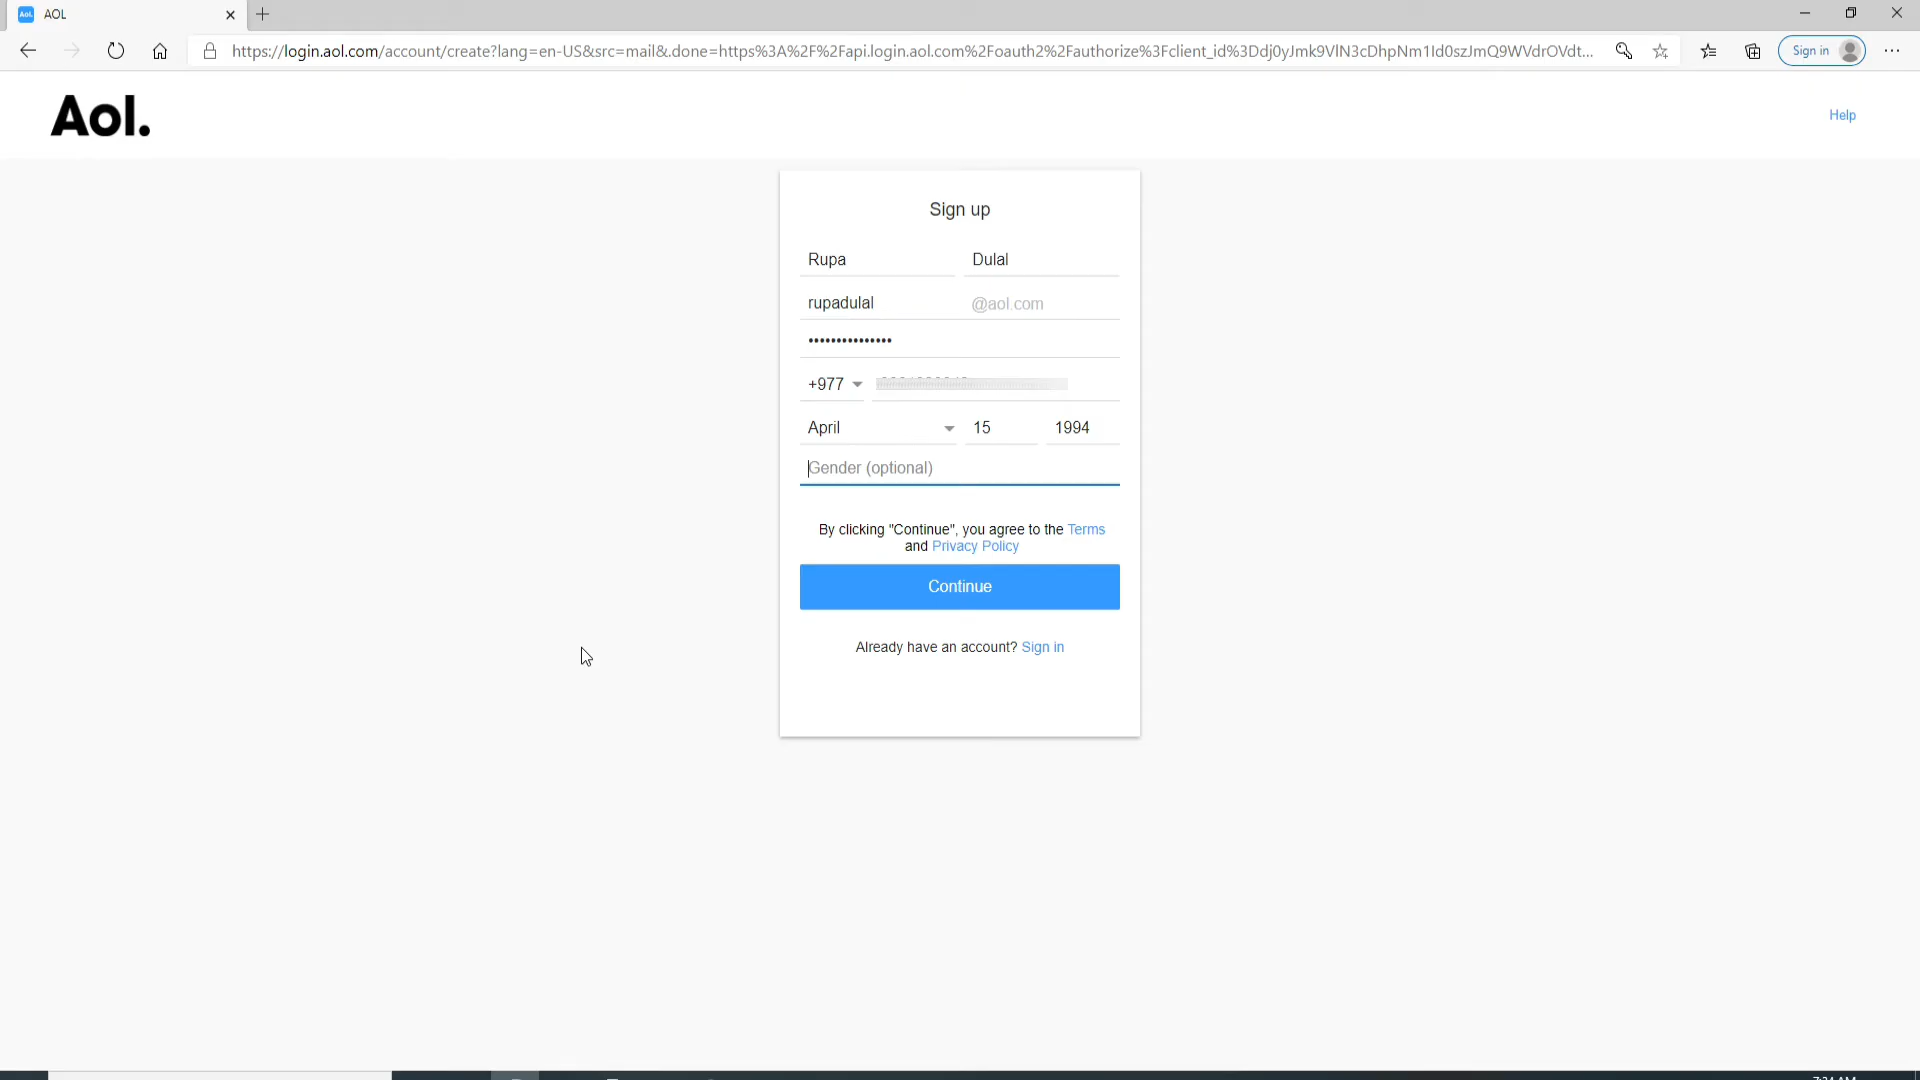 AOL
https://login.aol.com/account/create?lang=en-US&src=mail&.done=https%3A%2F%2Fapi.login.aol.com%2Foauth2%2Fauthorize%3Fclient_id%3Ddj0yJmk9VlN3cDhpNm1Id0szJmQ9WVdrOVdt...
Sign in
Aol.
Help
Sign up
Rupa Dulal
rupadulal @aol.com
+977
April 15 1994
Gender (optional)
By clicking "Continue", you agree to the Terms
and Privacy Policy
Continue
Already have an account? Sign in